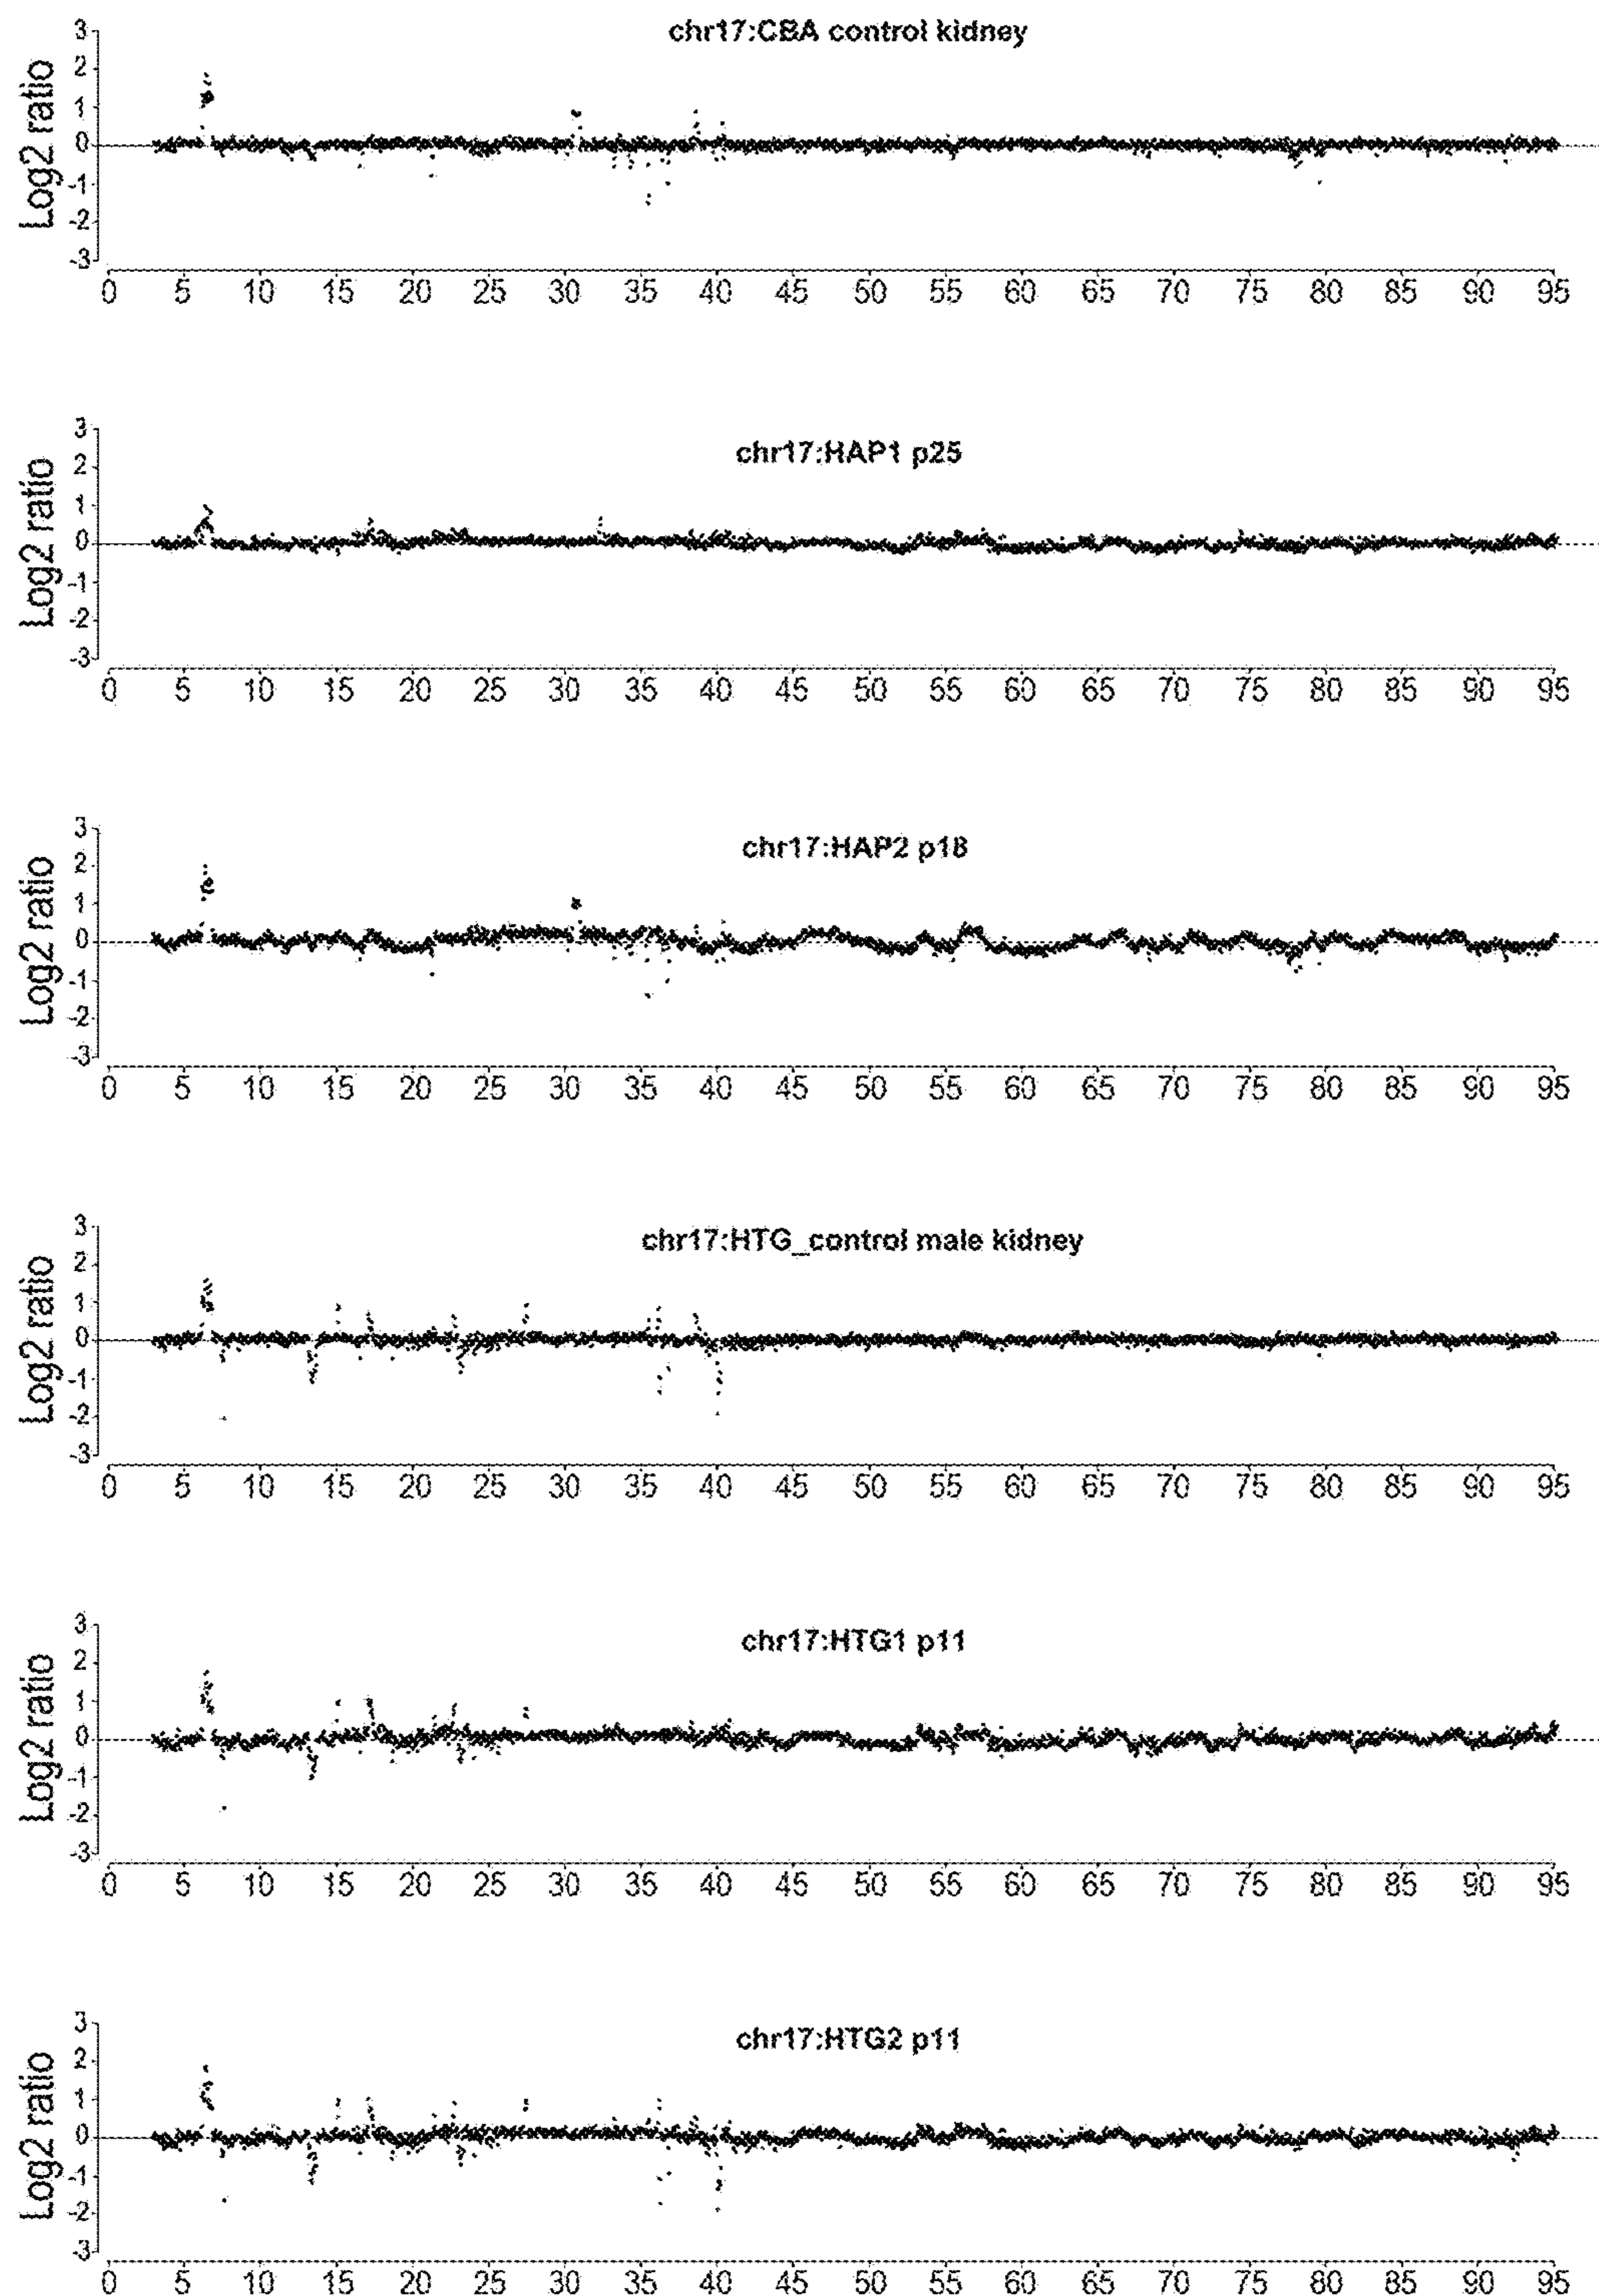 chr17:CBA control kidney
Log2 ratio
3
2
1
0
-1
-2
-3
0 5 10 15 20 25 30 35 40 45 50 55 60 65 70 75 80 85 90 95
chr17:HAP1 p25
Log2 ratio
3
2
1
0
-1
-2
-3
0 5 10 15 20 25 30 35 40 45 50 55 60 65 70 75 80 85 90 95
chr17:HAP2 p18
Log2 ratio
3
2
1
0
-1
-2
-3
0 5 10 15 20 25 30 35 40 45 50 55 60 65 70 75 80 85 90 95
chr17:HTG_control male kidney
Log2 ratio
3
2
1
0
-1
-2
-3
0 5 10 15 20 25 30 35 40 45 50 55 60 65 70 75 80 85 90 95
chr17:HTG1 p11
Log2 ratio
3
2
1
0
-1
-2
-3
0 5 10 15 20 25 30 35 40 45 50 55 60 65 70 75 80 85 90 95
chr17:HTG2 p11
Log2 ratio
3
2
1
0
-1
-2
-3
0 5 10 15 20 25 30 35 40 45 50 55 60 65 70 75 80 85 90 95